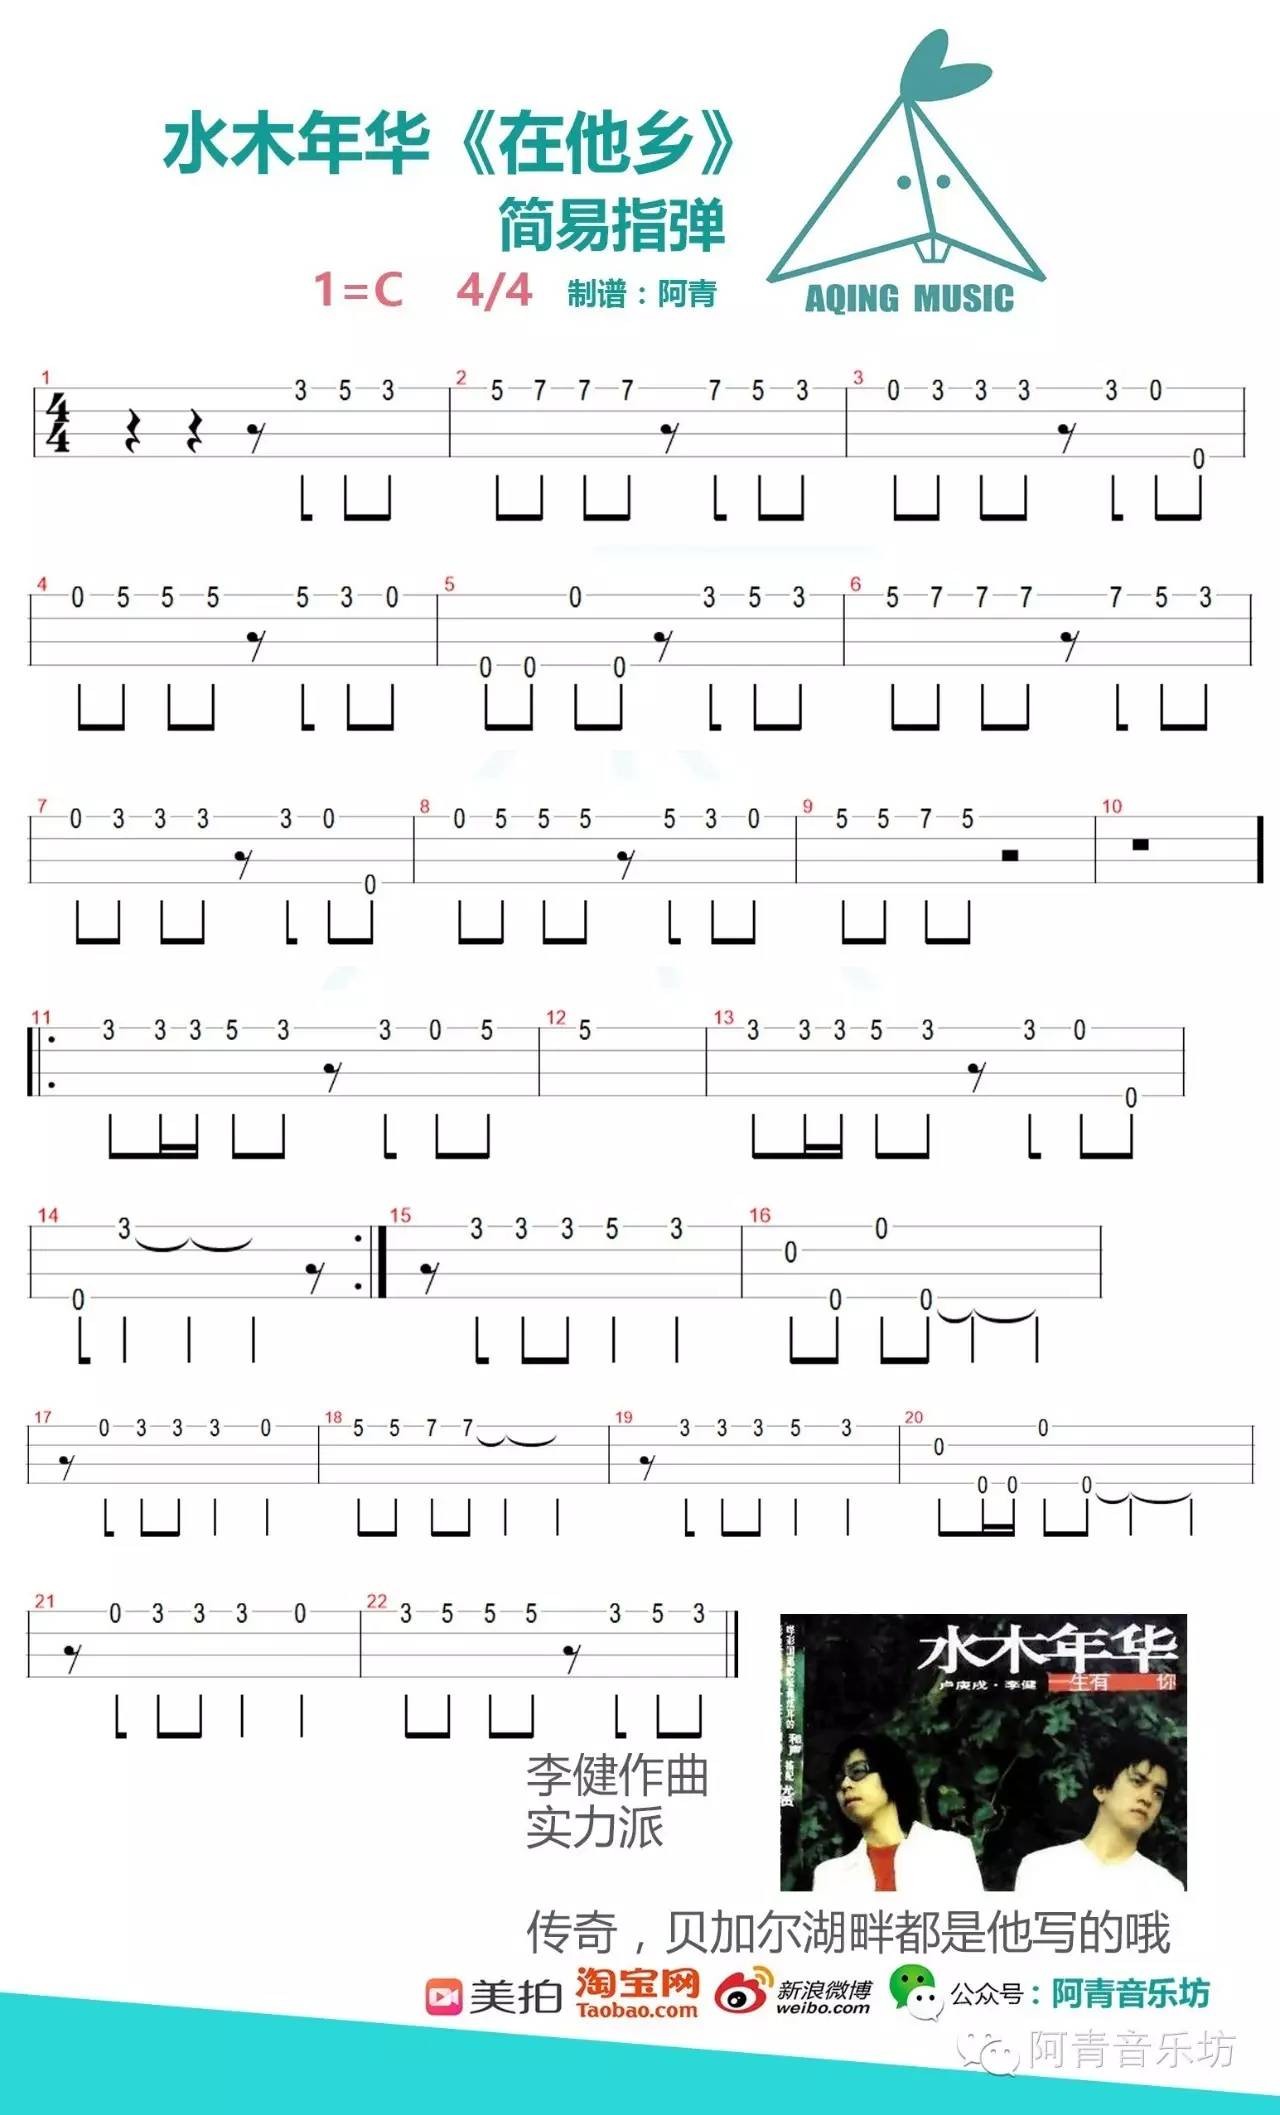 水木年华《在他乡》
简易指弹
1=C 4/4 制谱：阿青
AQING MUSIC
1 2 3
4
4
3 5 3 5 7 7 7 7 5 3 0 3 3 3 3 0 0
4 5 6
0 5 5 5 5 3 0 0 0 0 0 3 5 3 5 7 7 7 7 5 3
7 8 9 10
0 3 3 3 3 0 0 0 5 5 5 5 3 0 5 5 7 5
11 12 13
3 3 3 5 3 3 0 5 5 3 3 3 5 3 3 0 0
14 15 16
0 3 3 3 3 5 3 0 0 0 0
17 18 19 20
0 3 3 3 0 5 5 7 7 3 3 3 5 3 0 0 0 0 0
21 22
0 3 3 3 0 3 5 5 5 3 5 3
水木年华
卢庚戌·李健 一生有你
李健作曲
实力派
传奇，贝加尔湖畔都是他写的哦
美拍 淘宝网 Taobao.com 新浪微博 weibo.com 公众号：阿青音乐坊
阿青音乐坊